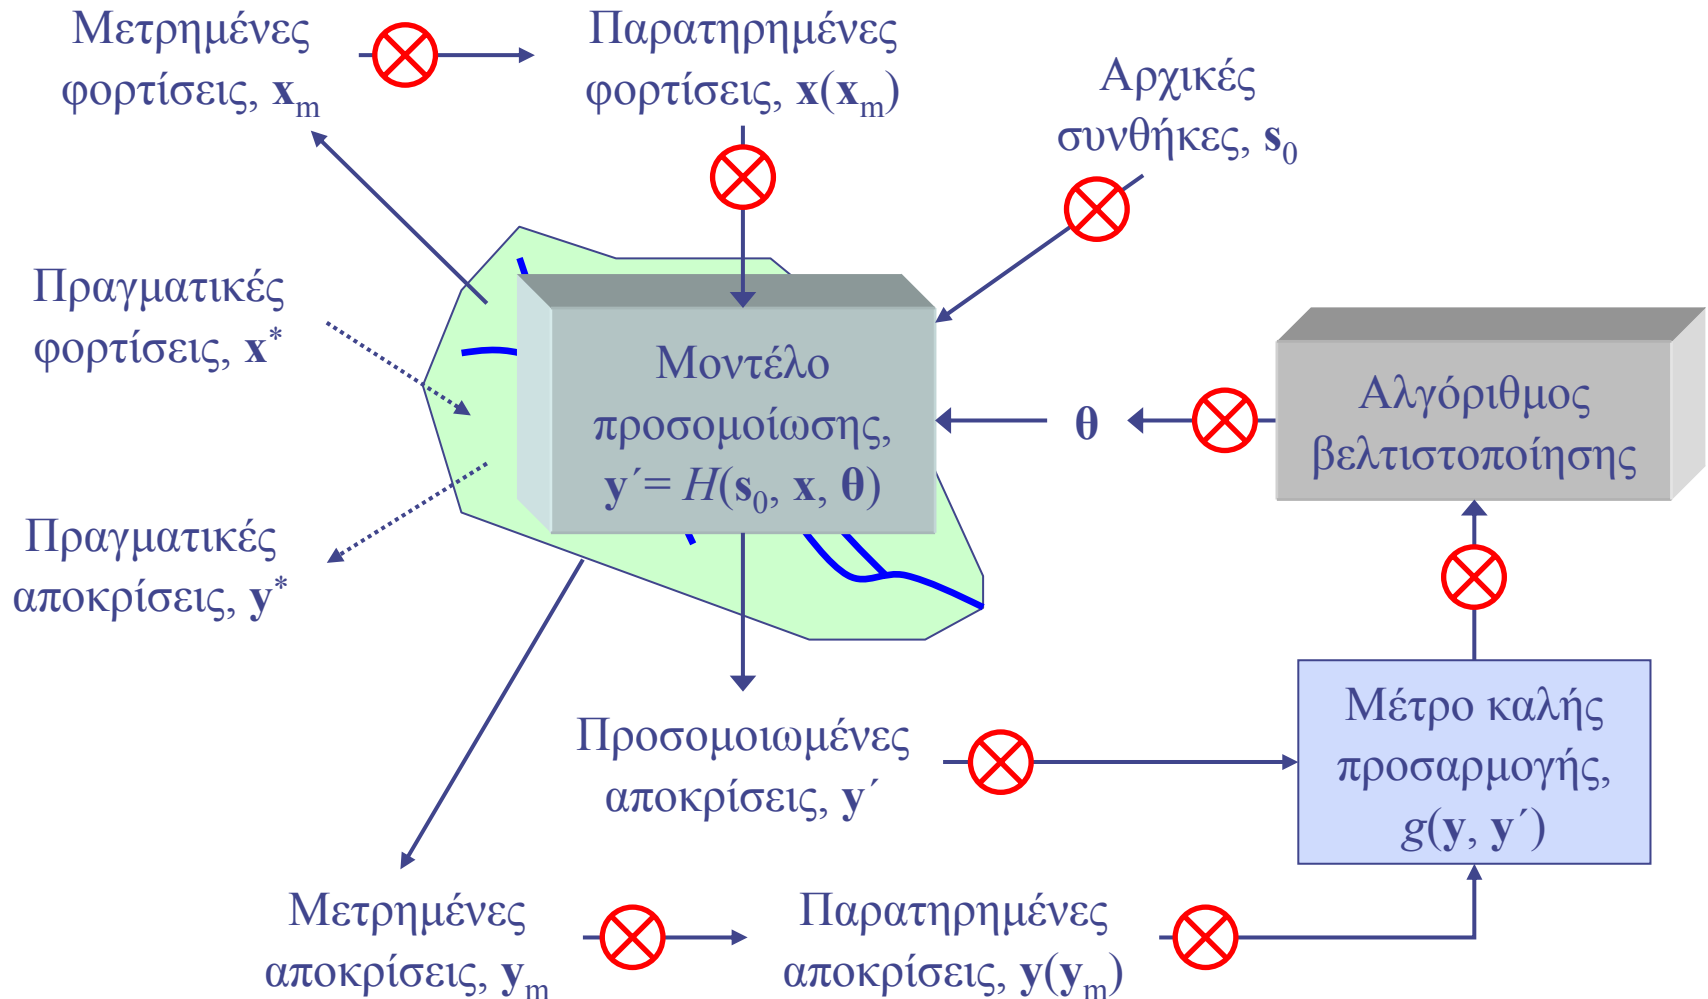 Μετρημένες
φορτίσεις, xₘ
Παρατηρημένες
φορτίσεις, x(xₘ)
Αρχικές
συνθήκες, s₀
Πραγματικές
φορτίσεις, x*
Μοντέλο
προσομοίωσης,
y΄= H(s₀, x, θ)
θ
Αλγόριθμος
βελτιστοποίησης
Πραγματικές
αποκρίσεις, y*
Προσομοιωμένες
αποκρίσεις, y΄
Μέτρο καλής
προσαρμογής,
g(y, y΄)
Μετρημένες
αποκρίσεις, yₘ
Παρατηρημένες
αποκρίσεις, y(yₘ)